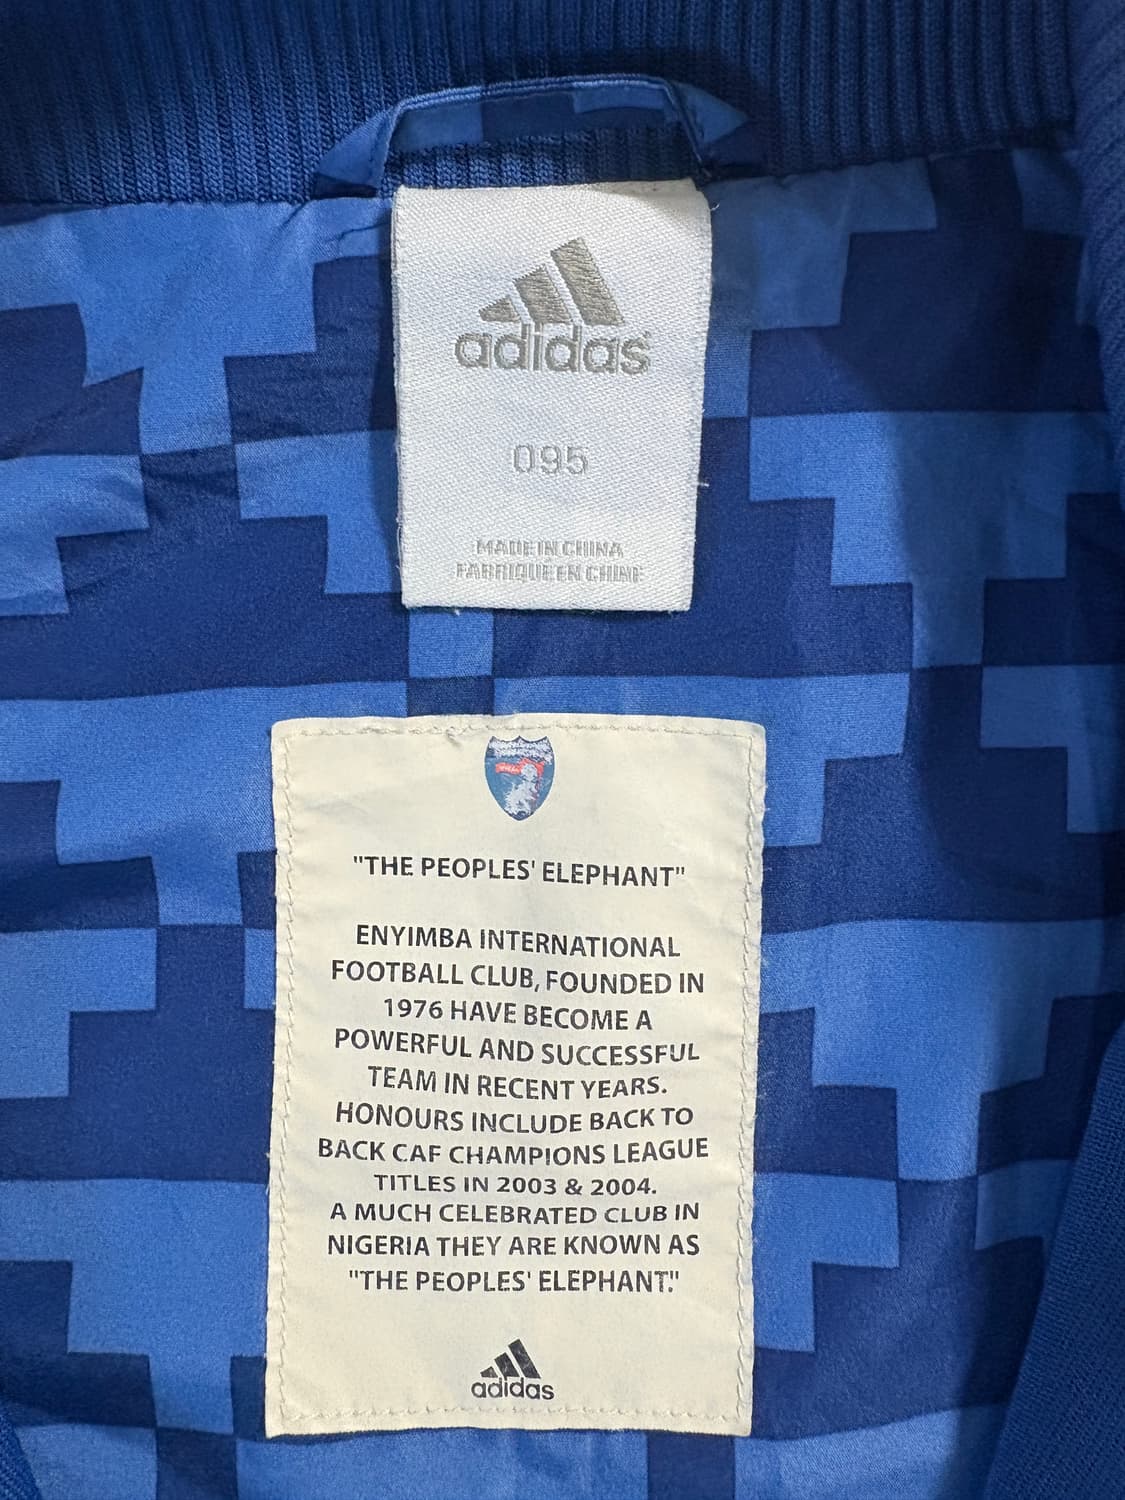 adidas
095
MADE IN CHINA
FABRIQUE EN CHINE
"THE PEOPLES' ELEPHANT"
ENYIMBA INTERNATIONAL
FOOTBALL CLUB, FOUNDED IN
1976 HAVE BECOME A
POWERFUL AND SUCCESSFUL
TEAM IN RECENT YEARS.
HONOURS INCLUDE BACK TO
BACK CAF CHAMPIONS LEAGUE
TITLES IN 2003 & 2004.
A MUCH CELEBRATED CLUB IN
NIGERIA THEY ARE KNOWN AS
"THE PEOPLES' ELEPHANT."
adidas